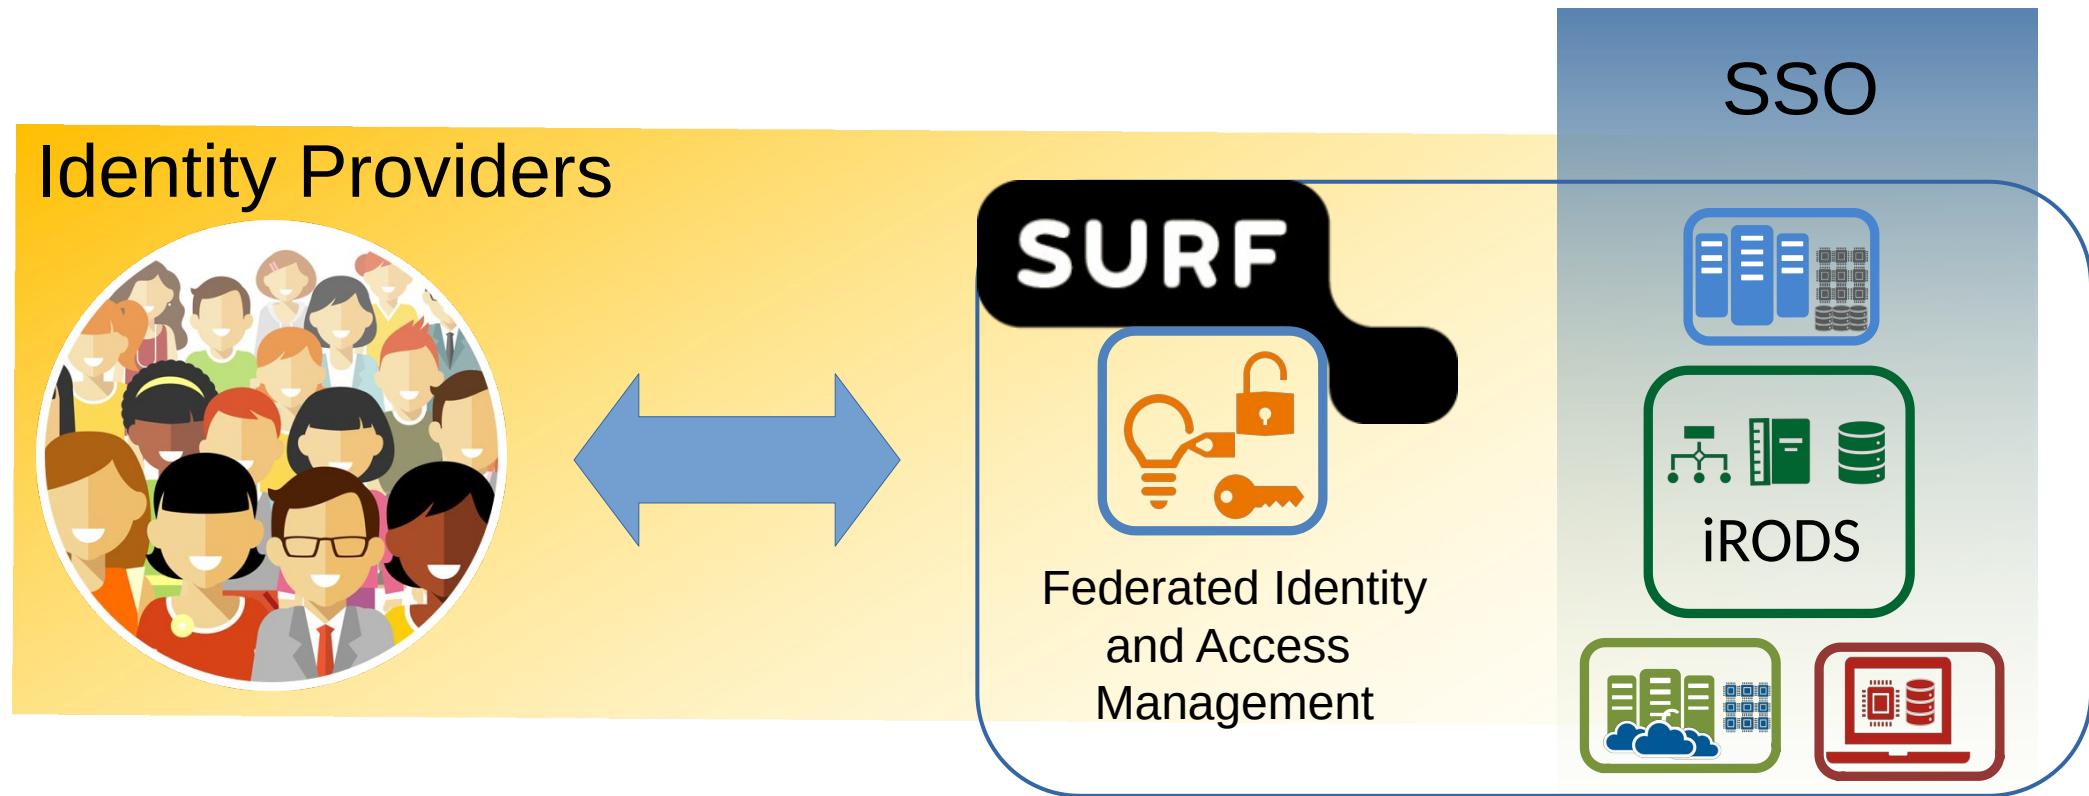 SSO
Identity Providers
SURF
iRODS
Federated Identity
and Access
Management